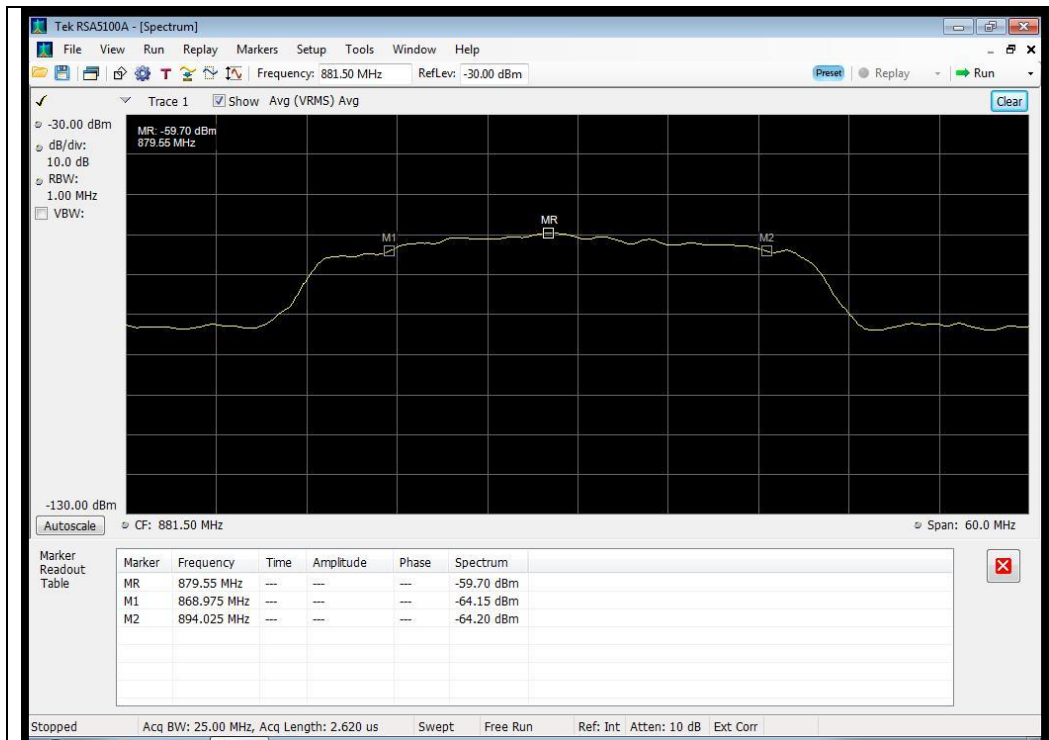 Tek RSA5100A - [Spectrum]
File View Run Replay Markers Setup Tools Window Help
T Frequency: 881.50 MHz RefLev: -30.00 dBm Preset Replay Run
Trace 1 Show Avg (VRMS) Avg Clear
-30.00 dBm
dB/div:
10.0 dB
RBW:
1.00 MHz
VBW:
MR: -59.70 dBm
879.55 MHz
MR
M1
M2
-130.00 dBm
Autoscale CF: 881.50 MHz Span: 60.0 MHz
Marker
Readout
Table
Marker Frequency Time Amplitude Phase Spectrum
MR 879.55 MHz --- --- --- -59.70 dBm
M1 868.975 MHz --- --- --- -64.15 dBm
M2 894.025 MHz --- --- --- -64.20 dBm
Stopped Acq BW: 25.00 MHz, Acq Length: 2.620 us Swept Free Run Ref: Int Atten: 10 dB Ext Corr